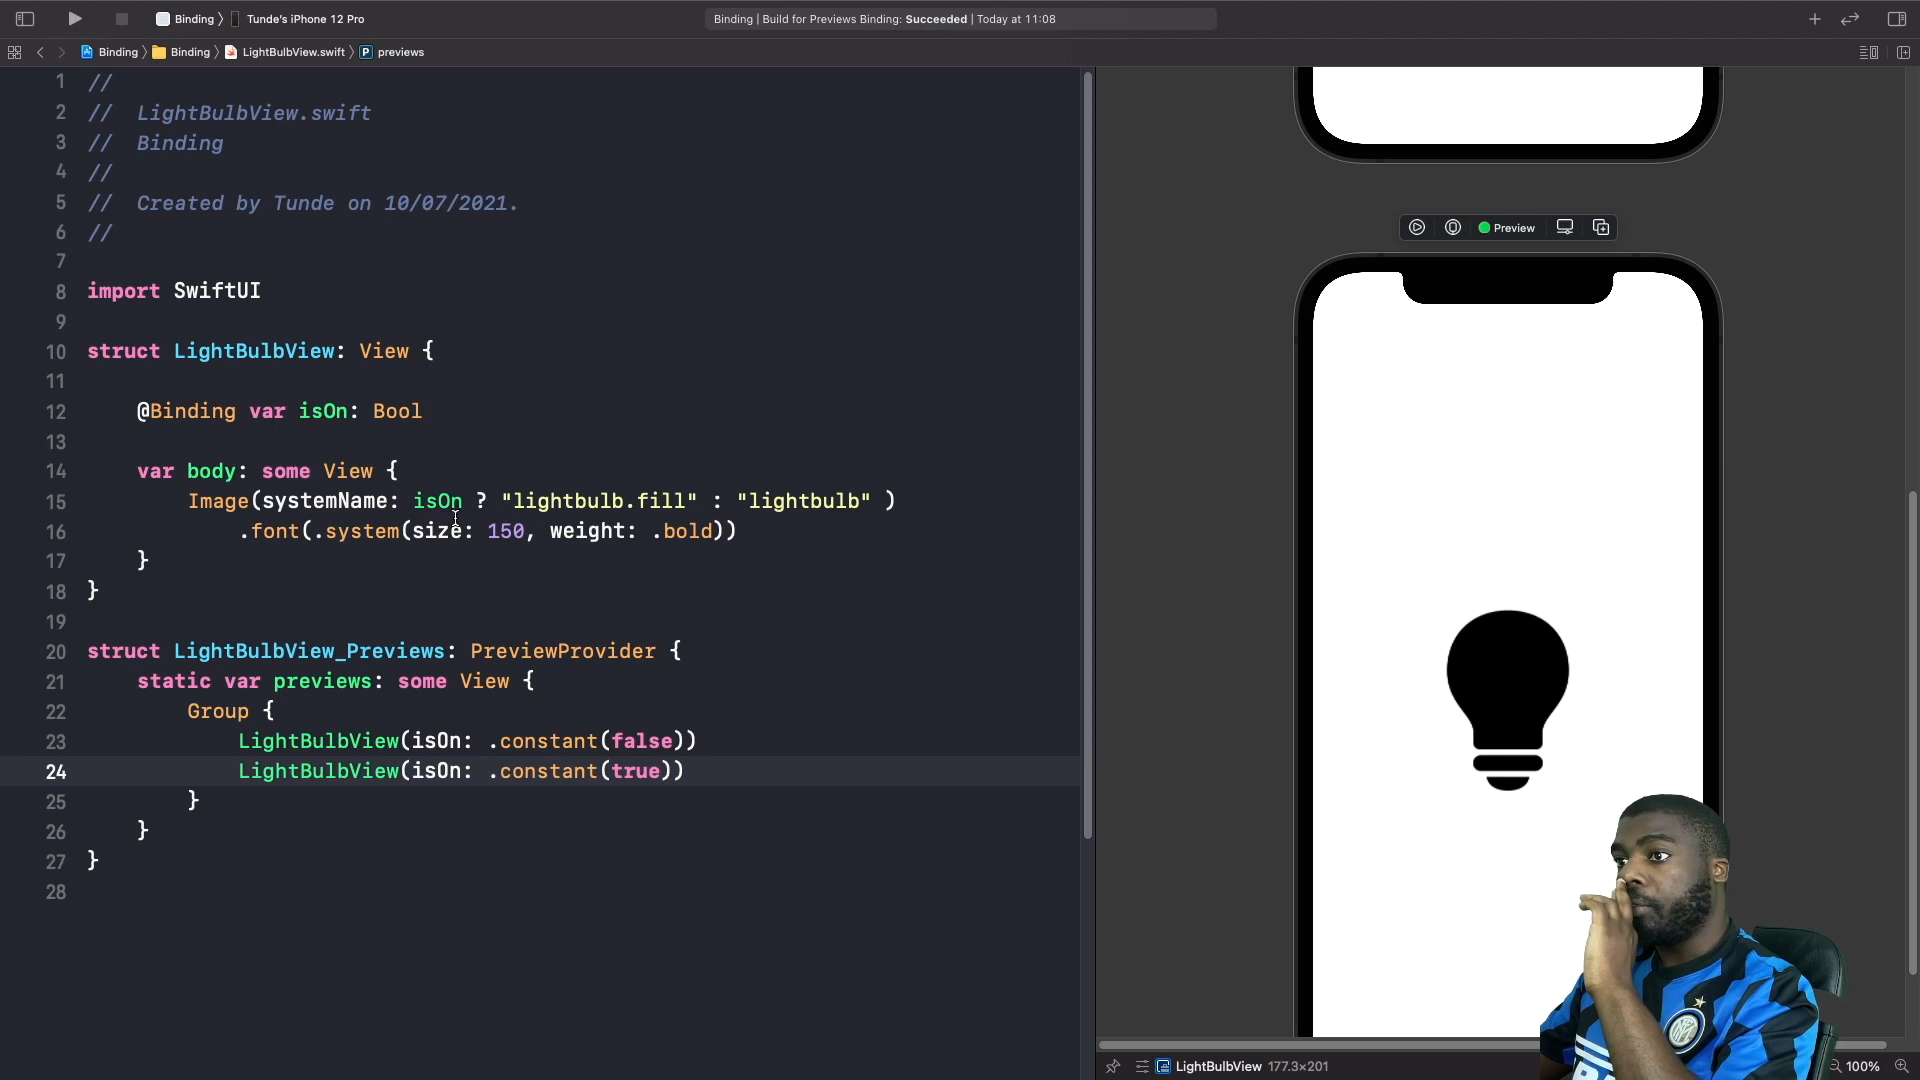 Binding 〉 Tunde's iPhone 12 Pro
Binding | Build for Previews Binding: Succeeded | Today at 11:08
Binding 〉 Binding 〉 LightBulbView.swift 〉 P previews
1 //
2 // LightBulbView.swift
3 // Binding
4 //
5 // Created by Tunde on 10/07/2021.
6 //
7
8 import SwiftUI
9
10 struct LightBulbView: View {
11
12 @Binding var isOn: Bool
13
14 var body: some View {
15 Image(systemName: isOn ? "lightbulb.fill" : "lightbulb" )
16 .font(.system(size: 150, weight: .bold))
17 }
18 }
19
20 struct LightBulbView_Previews: PreviewProvider {
21 static var previews: some View {
22 Group {
23 LightBulbView(isOn: .constant(false))
24 LightBulbView(isOn: .constant(true))
25 }
26 }
27 }
28
Preview
LightBulbView 177.3×201
100%